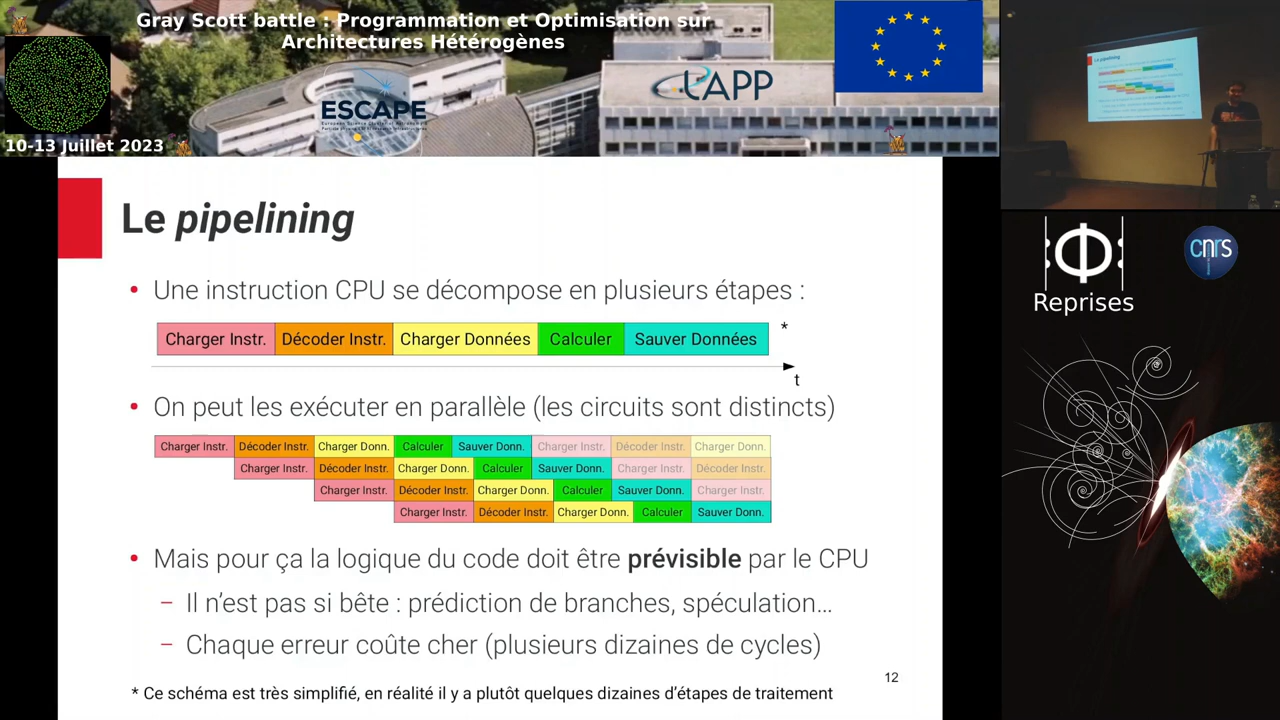 Gray Scott battle : Programmation et Optimisation sur
Architectures Hétérogènes
ESCAPE
LAPP
10-13 Juillet 2023
Reprises
cnrs
Le pipelining
• Une instruction CPU se décompose en plusieurs étapes :
Charger Instr. Décoder Instr. Charger Données Calculer Sauver Données *
t
• On peut les exécuter en parallèle (les circuits sont distincts)
Charger Instr. Décoder Instr. Charger Donn. Calculer Sauver Donn. Charger Instr. Décoder Instr. Charger Donn.
Charger Instr. Décoder Instr. Charger Donn. Calculer Sauver Donn. Charger Instr. Décoder Instr.
Charger Instr. Décoder Instr. Charger Donn. Calculer Sauver Donn. Charger Instr.
Charger Instr. Décoder Instr. Charger Donn. Calculer Sauver Donn.
• Mais pour ça la logique du code doit être prévisible par le CPU
– Il n’est pas si bête : prédiction de branches, spéculation…
– Chaque erreur coûte cher (plusieurs dizaines de cycles)
12
* Ce schéma est très simplifié, en réalité il y a plutôt quelques dizaines d’étapes de traitement